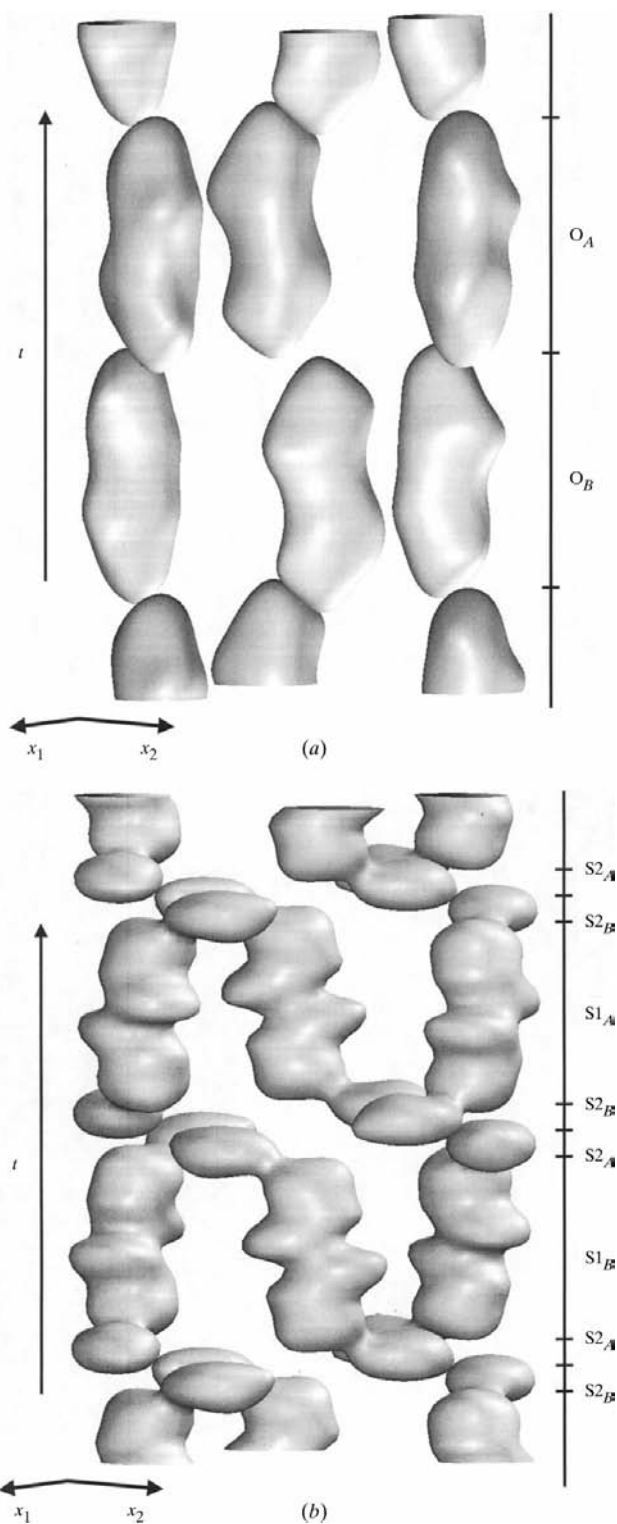 O_A
t
O_B
x_1
x_2
(a)
S2_A
S2_B
S1_A
S2_B
t
S2_A
S1_B
S2_A
S2_B
x_1
x_2
(b)